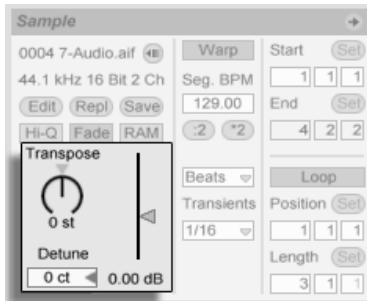 Sample
0004 7-Audio.aif
44.1 kHz 16 Bit 2 Ch
Edit Repl Save
Hi-Q Fade RAM
Transpose
0 st
Detune
0 ct 0.00 dB
Warp
Seg. BPM
129.00
:2 *2
Beats
Transients
1/16
Start Set
1 1 1
End Set
4 2 2
Loop
Position Set
1 1 1
Length Set
3 1 1